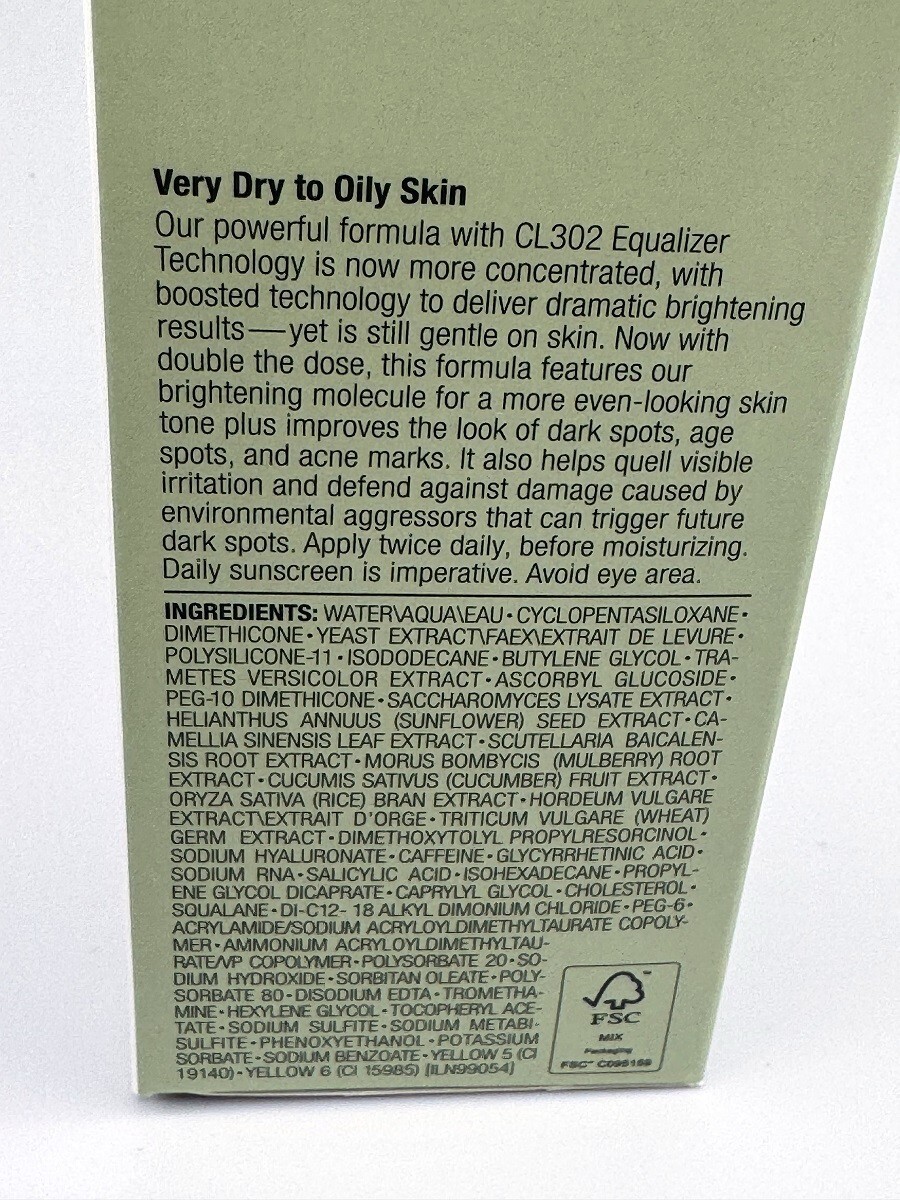 Very Dry to Oily Skin
Our powerful formula with CL302 Equalizer
Technology is now more concentrated, with
boosted technology to deliver dramatic brightening
results—yet is still gentle on skin. Now with
double the dose, this formula features our
brightening molecule for a more even-looking skin
tone plus improves the look of dark spots, age
spots, and acne marks. It also helps quell visible
irritation and defend against damage caused by
environmental aggressors that can trigger future
dark spots. Apply twice daily, before moisturizing.
Daily sunscreen is imperative. Avoid eye area.
INGREDIENTS: WATER\AQUA\EAU • CYCLOPENTASILOXANE •
DIMETHICONE • YEAST EXTRACT\FAEX\EXTRAIT DE LEVURE •
POLYSILICONE-11 • ISODODECANE • BUTYLENE GLYCOL • TRA-
METES VERSICOLOR EXTRACT • ASCORBYL GLUCOSIDE •
PEG-10 DIMETHICONE • SACCHAROMYCES LYSATE EXTRACT •
HELIANTHUS ANNUUS (SUNFLOWER) SEED EXTRACT • CA-
MELLIA SINENSIS LEAF EXTRACT • SCUTELLARIA BAICALEN-
SIS ROOT EXTRACT • MORUS BOMBYCIS (MULBERRY) ROOT
EXTRACT • CUCUMIS SATIVUS (CUCUMBER) FRUIT EXTRACT •
ORYZA SATIVA (RICE) BRAN EXTRACT • HORDEUM VULGARE
EXTRACT\EXTRAIT D'ORGE • TRITICUM VULGARE (WHEAT)
GERM EXTRACT • DIMETHOXYTOLYL PROPYLRESORCINOL •
SODIUM HYALURONATE • CAFFEINE • GLYCYRRHETINIC ACID •
SODIUM RNA • SALICYLIC ACID • ISOHEXADECANE • PROPYL-
ENE GLYCOL DICAPRATE • CAPRYLYL GLYCOL • CHOLESTEROL •
SQUALANE • DI-C12- 18 ALKYL DIMONIUM CHLORIDE • PEG-6 •
ACRYLAMIDE/SODIUM ACRYLOYLDIMETHYLTAURATE COPOLY-
MER • AMMONIUM ACRYLOYLDIMETHYLTAU-
RATE/VP COPOLYMER • POLYSORBATE 20 • SO-
DIUM HYDROXIDE • SORBITAN OLEATE • POLY-
SORBATE 80 • DISODIUM EDTA • TROMETHA-
MINE • HEXYLENE GLYCOL • TOCOPHERYL ACE-
TATE • SODIUM SULFITE • SODIUM METABI-
SULFITE • PHENOXYETHANOL • POTASSIUM
SORBATE • SODIUM BENZOATE • YELLOW 5 (CI
19140) • YELLOW 6 (CI 15985) [ILN99054]
FSC
MIX
Packaging